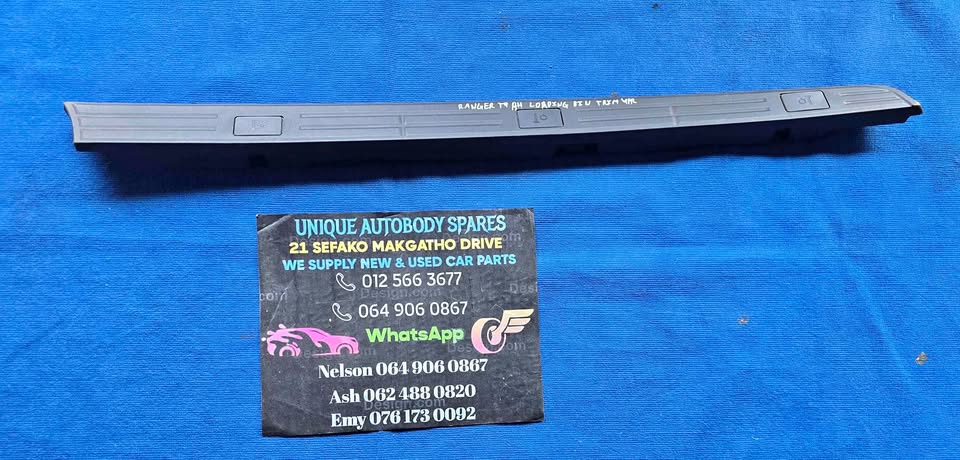 RANGER T9 RH LOADING BIN TRIM
UNIQUE AUTOBODY SPARES
21 SEFAKO MAKGATHO DRIVE
WE SUPPLY NEW & USED CAR PARTS
012 566 3677
064 906 0867
WhatsApp
Nelson 064 906 0867
Ash 062 488 0820
Emy 076 173 0092